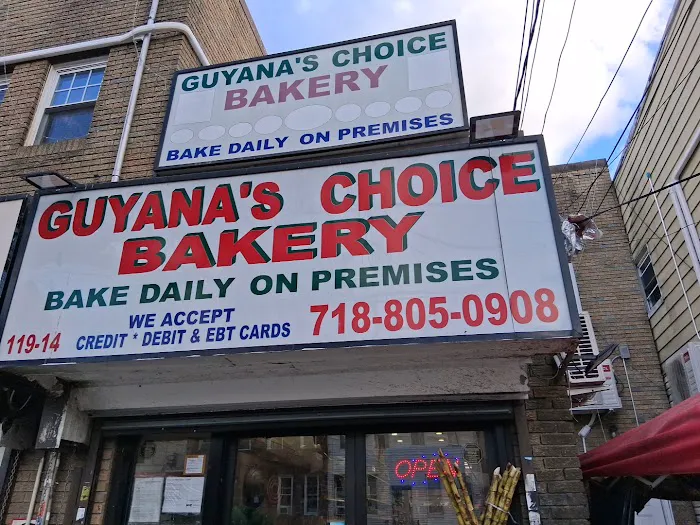 GUYANA'S CHOICE
BAKERY
BAKE DAILY ON PREMISES
GUYANA'S CHOICE
BAKERY
BAKE DAILY ON PREMISES
WE ACCEPT
119-14 CREDIT * DEBIT & EBT CARDS 718-805-0908
OPEN